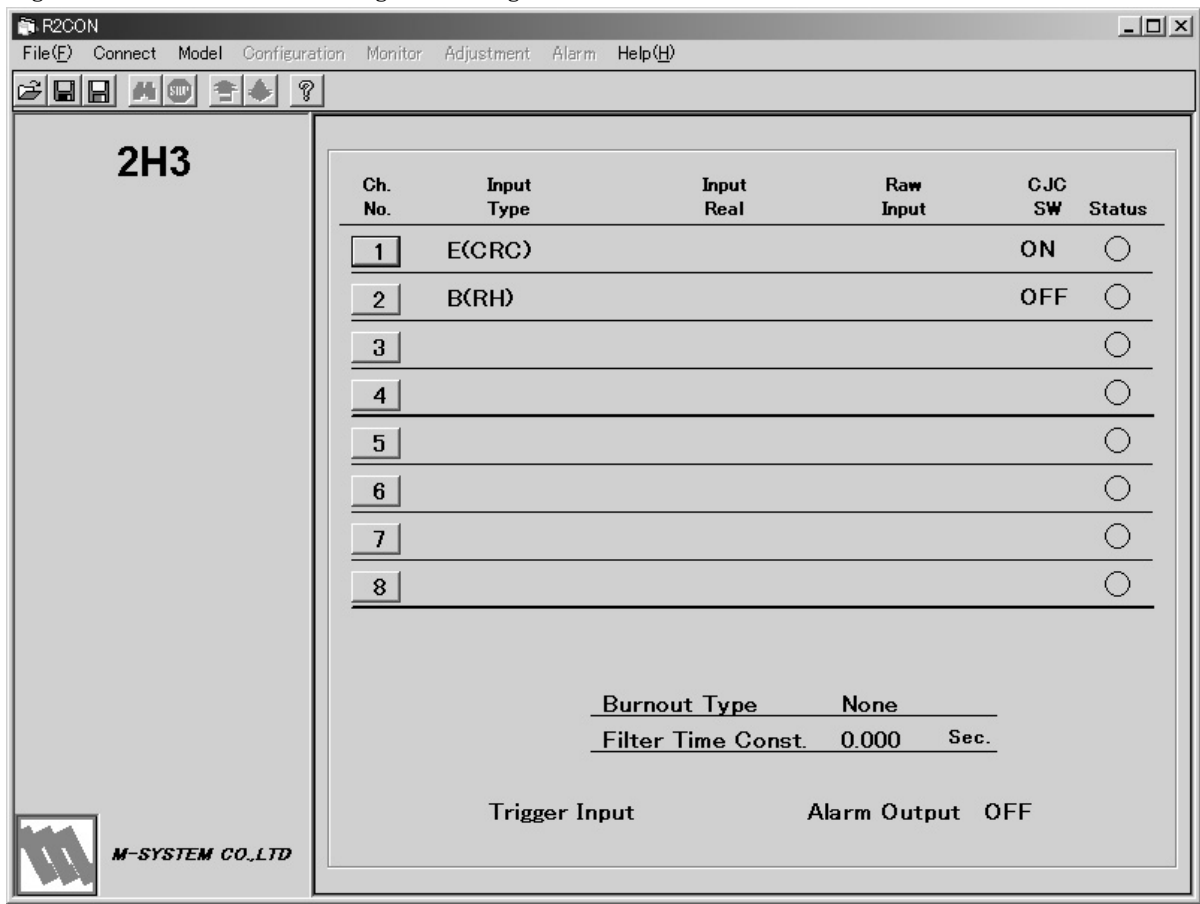 R2CON
File(F) Connect Model Configuration Monitor Adjustment Alarm Help(H)
STOP ?
2H3
Ch. No. Input Type Input Real Raw Input CJC SW Status
1 E(CRC) ON
2 B(RH) OFF
3
4
5
6
7
8
Burnout Type None
Filter Time Const. 0.000 Sec.
Trigger Input Alarm Output OFF
M-SYSTEM CO.,LTD